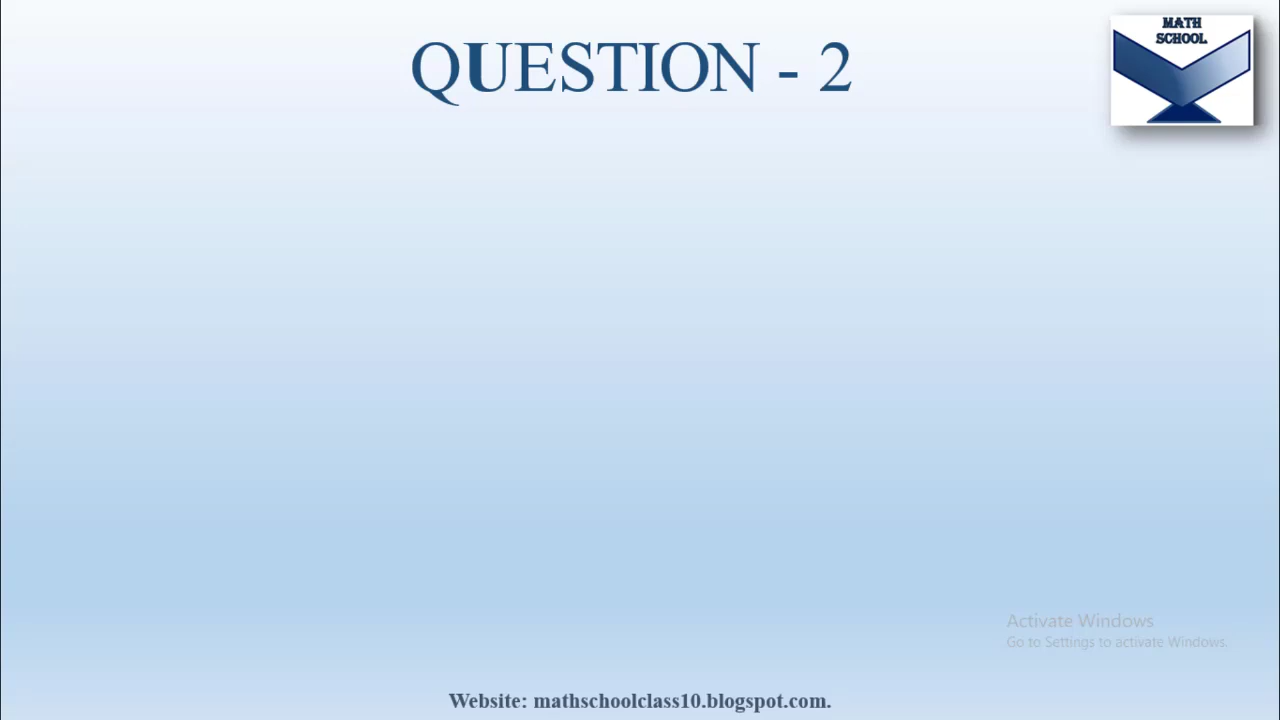 MATH
SCHOOL
QUESTION - 2
Activate Windows
Go to Settings to activate Windows.
Website: mathschoolclass10.blogspot.com.